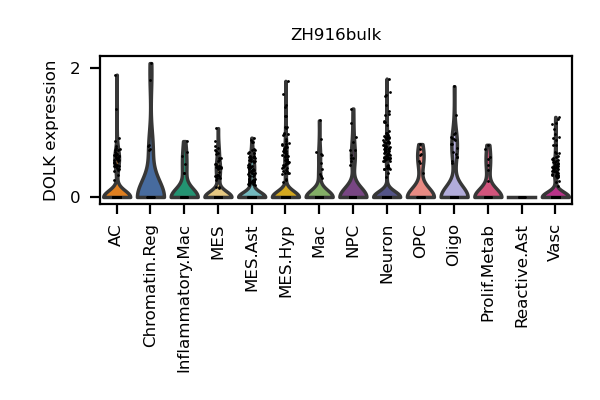 ZH916bulk
DOLK expression
2
0
AC
Chromatin.Reg
Inflammatory.Mac
MES
MES.Ast
MES.Hyp
Mac
NPC
Neuron
OPC
Oligo
Prolif.Metab
Reactive.Ast
Vasc